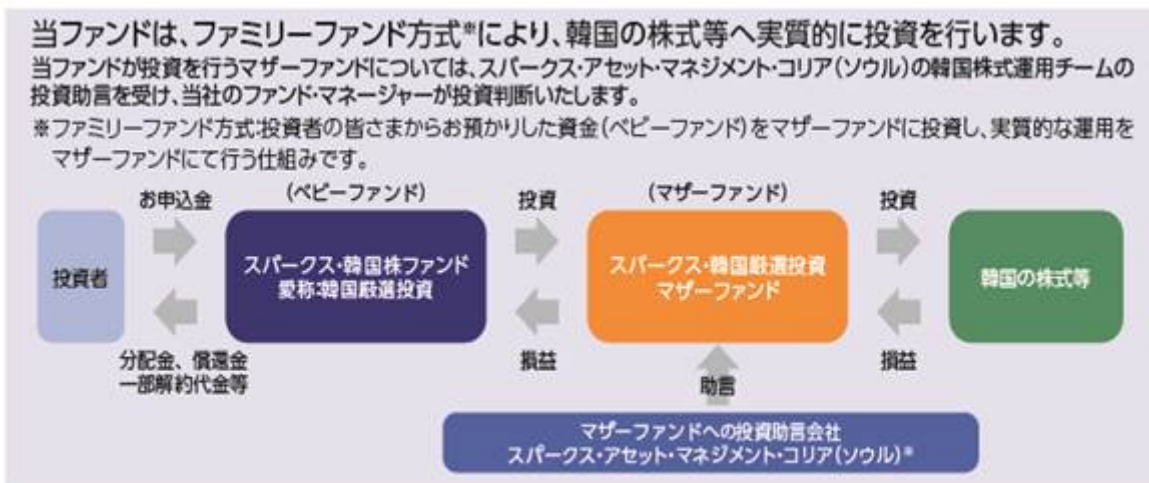 当ファンドは、ファミリーファンド方式※により、韓国の株式等へ実質的に投資を行います。
当ファンドが投資を行うマザーファンドについては、スパークス・アセット・マネジメント・コリア(ソウル)の韓国株式運用チームの
投資助言を受け、当社のファンド・マネージャーが投資判断いたします。
※ファミリーファンド方式:投資者の皆さまからお預かりした資金(ベビーファンド)をマザーファンドに投資し、実質的な運用を
マザーファンドにて行う仕組みです。
お申込金
(ベビーファンド)
投資
(マザーファンド)
投資
投資者
スパークス・韓国株ファンド
愛称:韓国厳選投資
スパークス・韓国厳選投資
マザーファンド
韓国の株式等
分配金、償還金
一部解約代金等
損益
助言
損益
マザーファンドへの投資助言会社
スパークス・アセット・マネジメント・コリア(ソウル)※